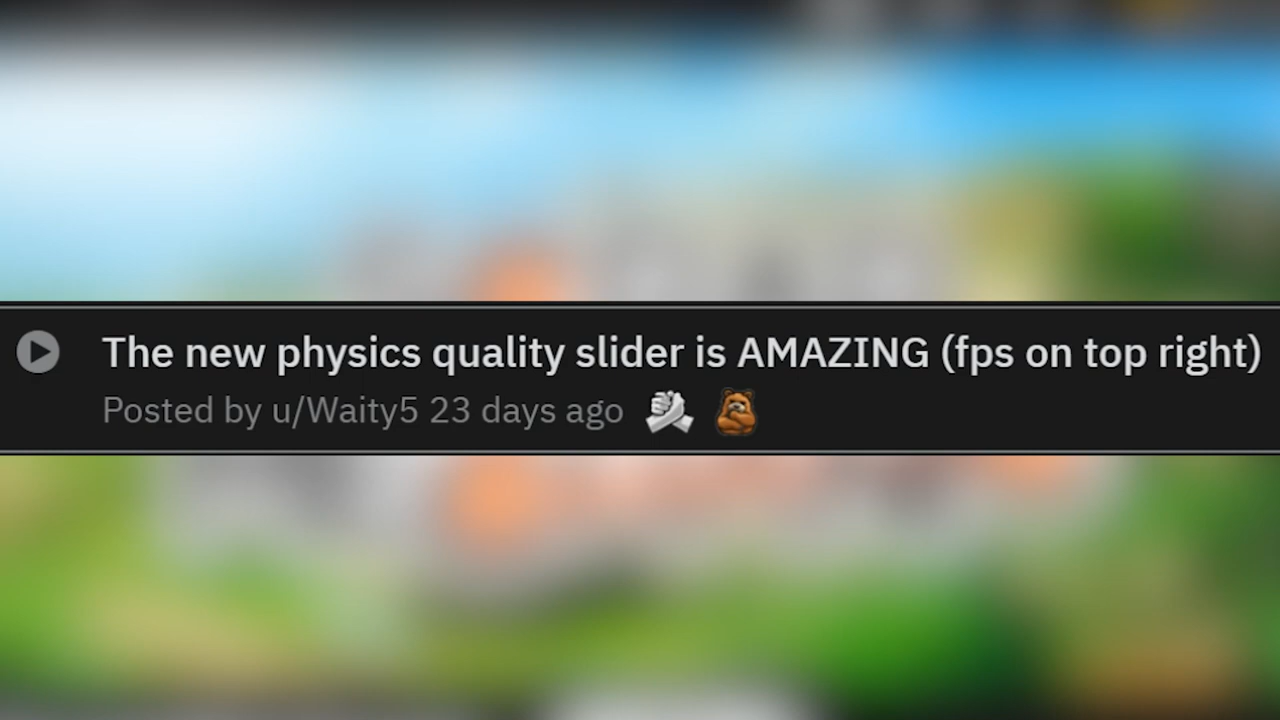 The new physics quality slider is AMAZING (fps on top right)
Posted by u/Waity5 23 days ago